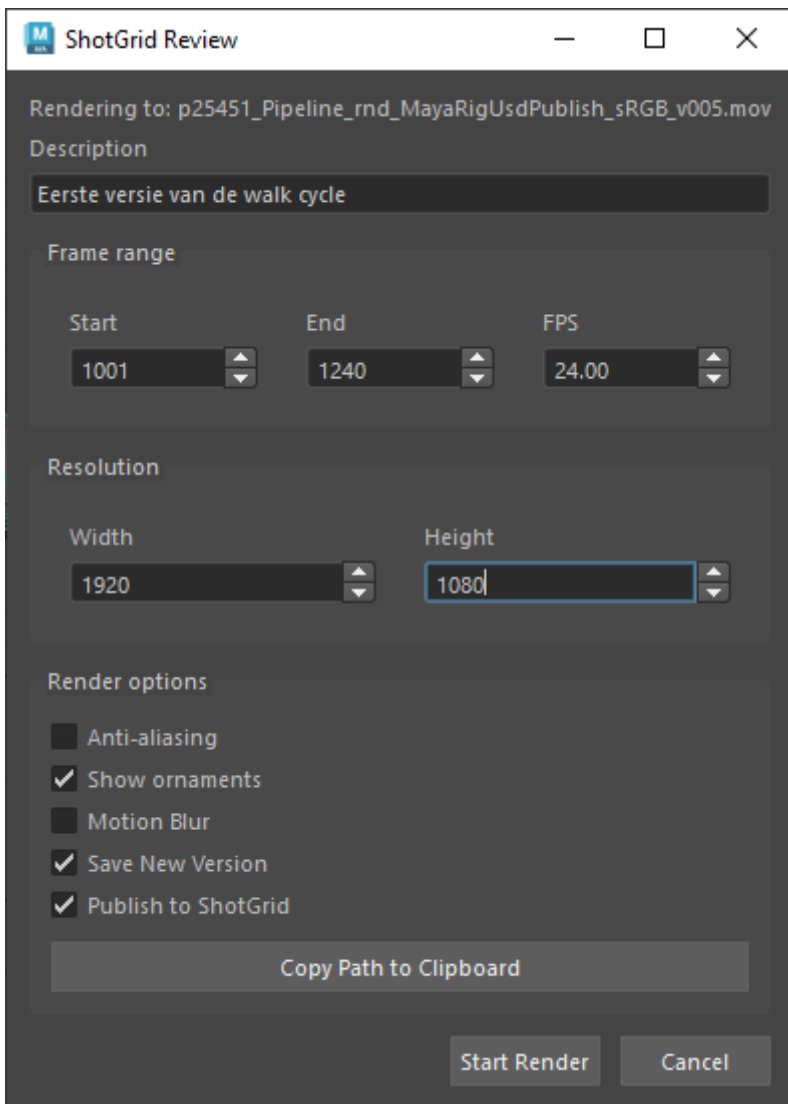 ShotGrid Review
Rendering to: p25451_Pipeline_rnd_MayaRigUsdPublish_sRGB_v005.mov
Description
Eerste versie van de walk cycle
Frame range
Start End FPS
1001 1240 24.00
Resolution
Width Height
1920 1080
Render options
Anti-aliasing
Show ornaments
Motion Blur
Save New Version
Publish to ShotGrid
Copy Path to Clipboard
Start Render Cancel